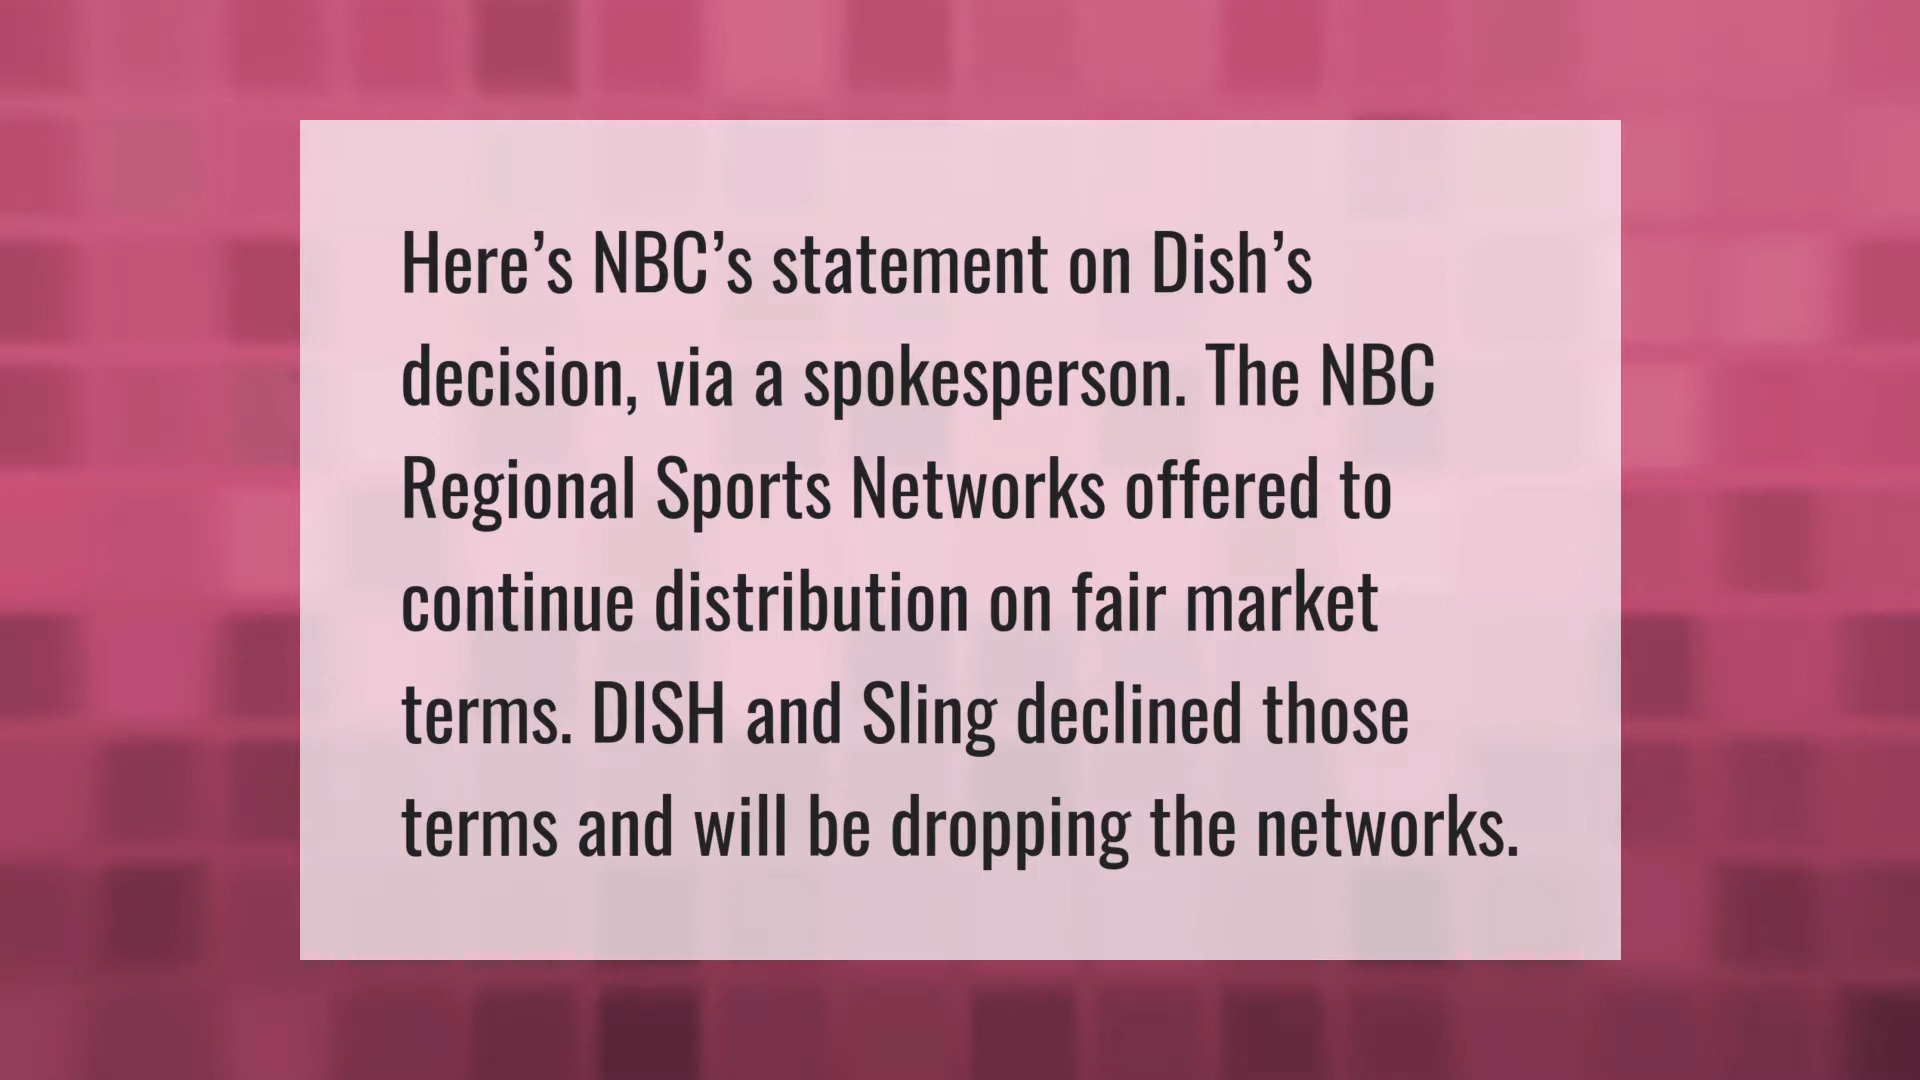 Here’s NBC’s statement on Dish’s
decision, via a spokesperson. The NBC
Regional Sports Networks offered to
continue distribution on fair market
terms. DISH and Sling declined those
terms and will be dropping the networks.